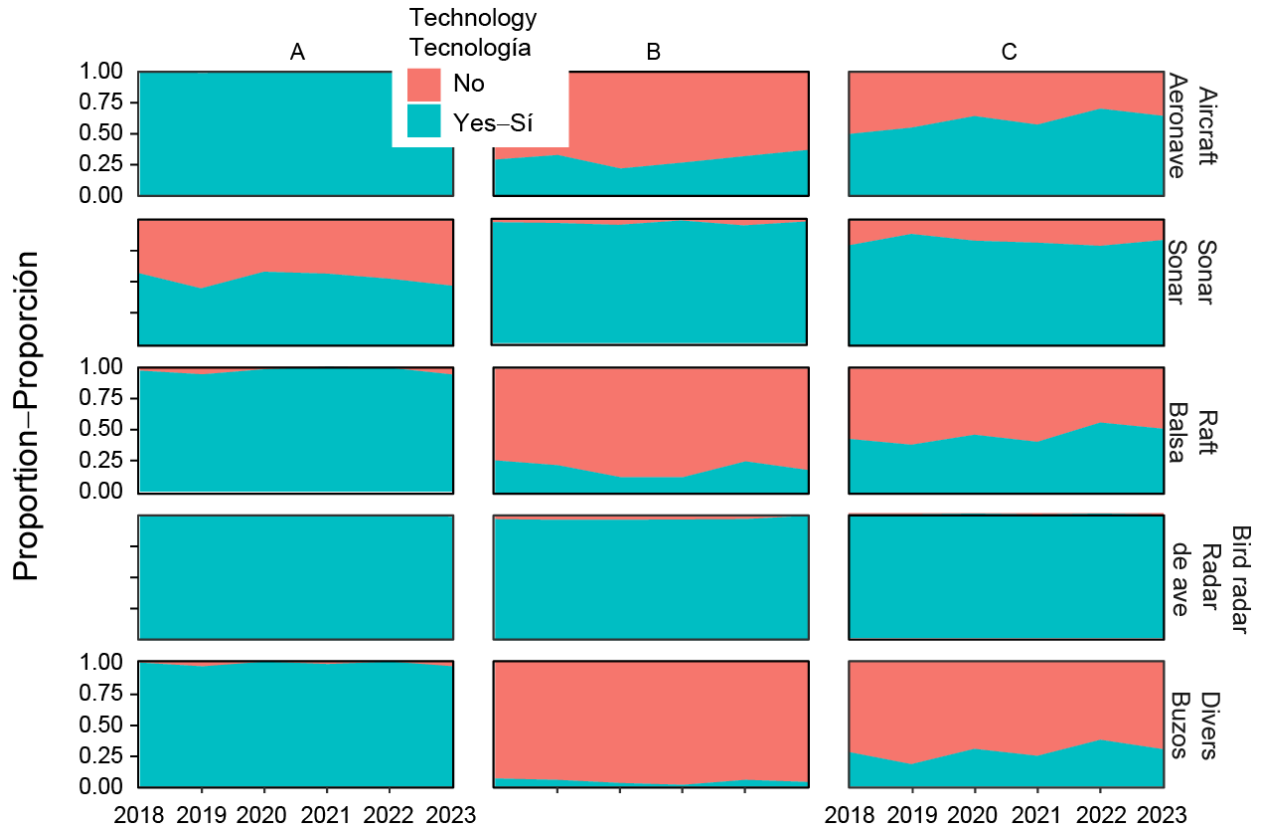 Technology
Tecnología
No
Yes–Sí
A
B
C
Proportion–Proporción
1.00
0.75
0.50
0.25
0.00
Aircraft
Aeronave
Sonar
Sonar
1.00
0.75
0.50
0.25
0.00
Raft
Balsa
Bird radar
Radar
de ave
1.00
0.75
0.50
0.25
0.00
Divers
Buzos
2018 2019 2020 2021 2022 2023
2018 2019 2020 2021 2022 2023